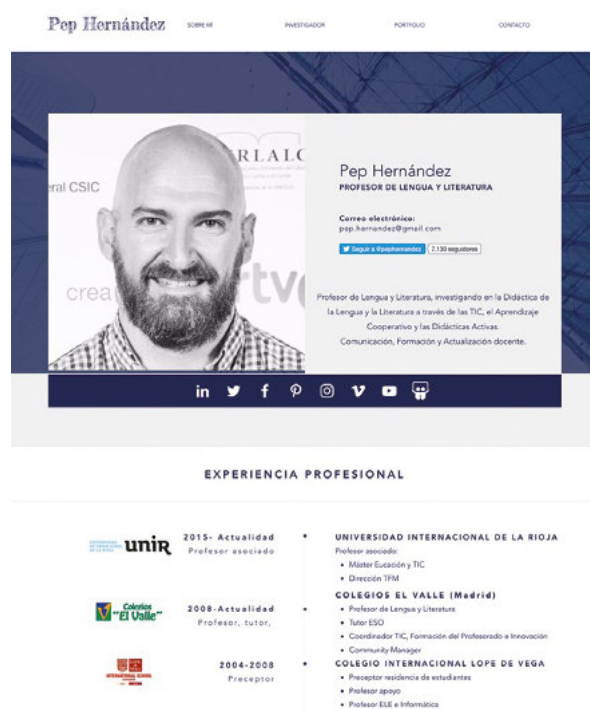 Pep Hernández
SOBRE MÍ
INVESTIGADOR
PORTFOLIO
CONTACTO
RLALC
eral CSIC
crea
rtve
Pep Hernández
PROFESOR DE LENGUA Y LITERATURA
Correo electrónico:
pep.hernandez@gmail.com
Seguir a @pephernandez
7.130 seguidores
Profesor de Lengua y Literatura, investigando en la Didáctica de
la Lengua y la Literatura a través de las TIC, el Aprendizaje
Cooperativo y las Didácticas Activas.
Comunicación, Formación y Actualización docente.
in
EXPERIENCIA PROFESIONAL
unir
2015- Actualidad
Profesor asociado
UNIVERSIDAD INTERNACIONAL DE LA RIOJA
Profesor asociado:
• Máster Eucación y TIC
• Dirección TFM
Colegios
"El Valle"
2008-Actualidad
Profesor, tutor,
COLEGIOS EL VALLE (Madrid)
• Profesor de Lengua y Literatura
• Tutor ESO
• Coordinador TIC, Formación del Profesorado e Innovación
• Community Manager
INTERNATIONAL SCHOOL
2004-2008
Preceptor
COLEGIO INTERNACIONAL LOPE DE VEGA
• Preceptor residencia de estudiantes
• Profesor apoyo
• Profesor ELE e Informática